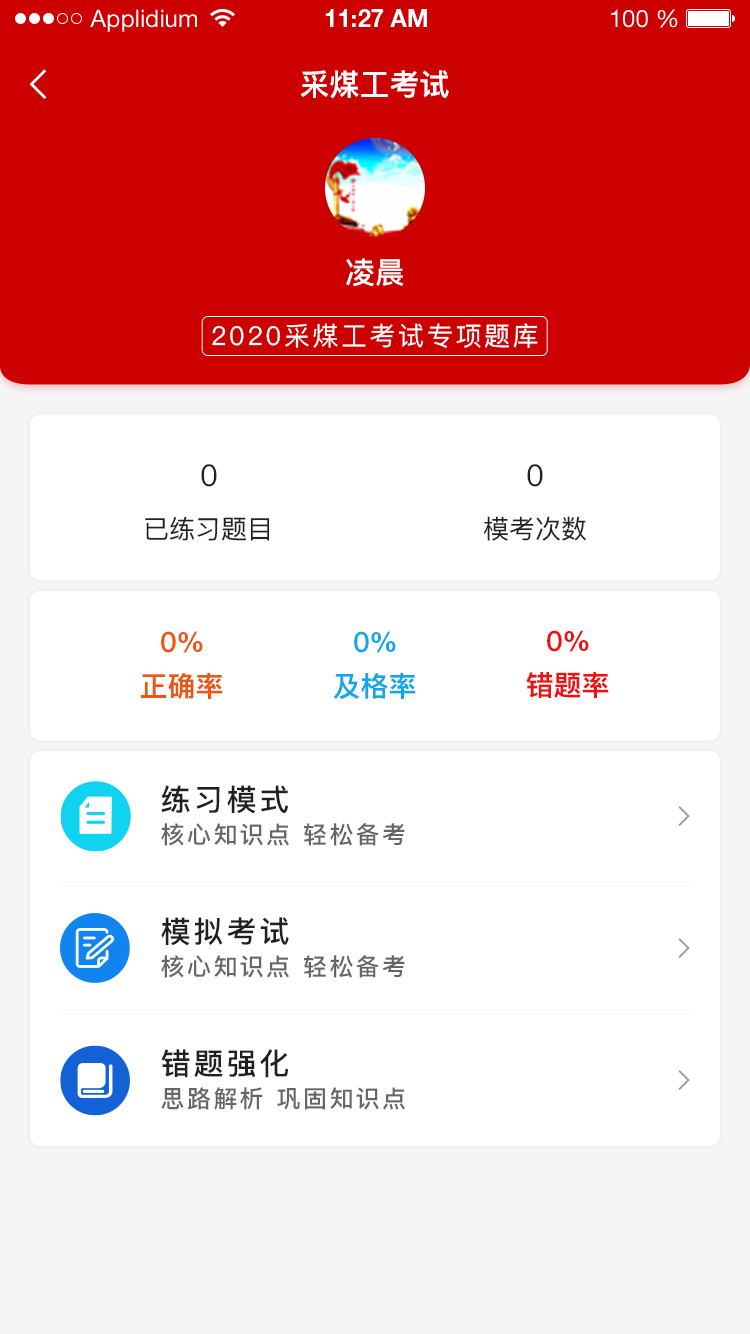 Applidium 11:27 AM 100 %
采煤工考试
凌晨
2020采煤工考试专项题库
0 0
已练习题目 模考次数
0% 0% 0%
正确率 及格率 错题率
练习模式
核心知识点 轻松备考
模拟考试
核心知识点 轻松备考
错题强化
思路解析 巩固知识点